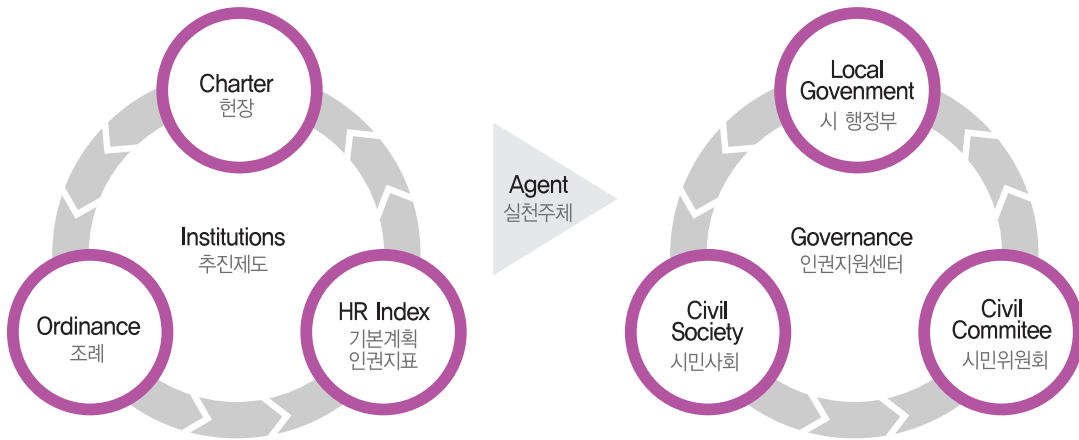 Charter
헌장
Institutions
추진제도
Ordinance
조례
HR Index
기본계획
인권지표
Agent
실천주체
Local
Govenment
시 행정부
Governance
인권지원센터
Civil
Society
시민사회
Civil
Commitee
시민위원회